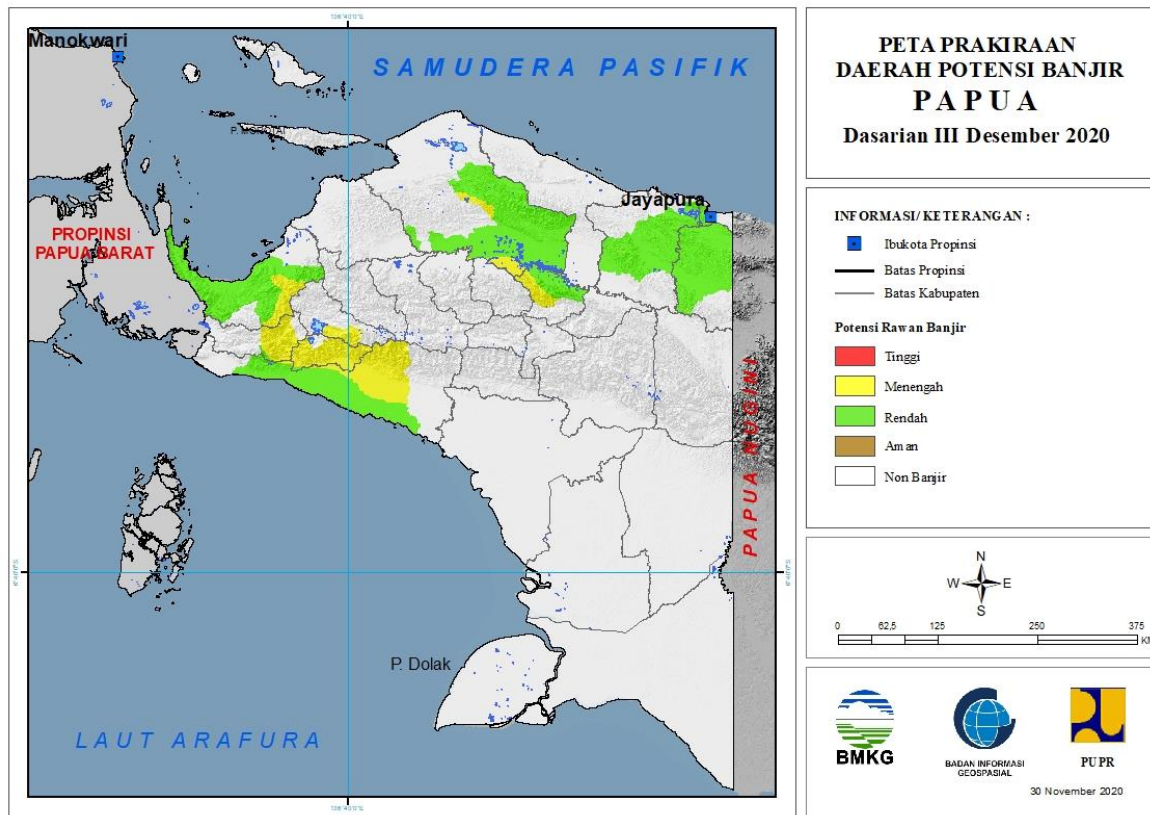 PETA PRAKIRAAN
DAERAH POTENSI BANJIR
PAPUA
Dasarian III Desember 2020
INFORMASI/ KETERANGAN :
Ibukota Propinsi
Batas Propinsi
Batas Kabupaten
Potensi Rawan Banjir
Tinggi
Menengah
Rendah
Aman
Non Banjir
N
W E
S
0 62,5 125 250 375
KM
BMKG
BADAN INFORMASI
GEOSPASIAL
PUPR
30 November 2020
Manokwari
SAMUDERA PASIFIK
Jayapura
PROPINSI
PAPUA BARAT
PAPUA NUGINI
P. Dolak
LAUT ARAFURA